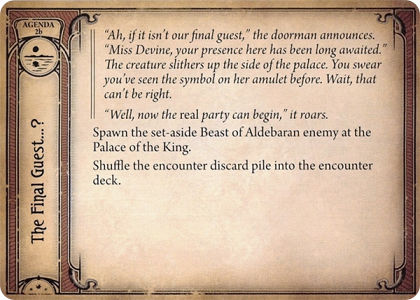 AGENDA
2b
The Final Guest...?
“Ah, if it isn’t our final guest,” the doorman announces.
“Miss Devine, your presence here has been long awaited.”
The creature slithers up the side of the palace. You swear
you’ve seen the symbol on her amulet before. Wait, that
can’t be right.
“Well, now the real party can begin,” it roars.
Spawn the set-aside Beast of Aldebaran enemy at the
Palace of the King.
Shuffle the encounter discard pile into the encounter
deck.